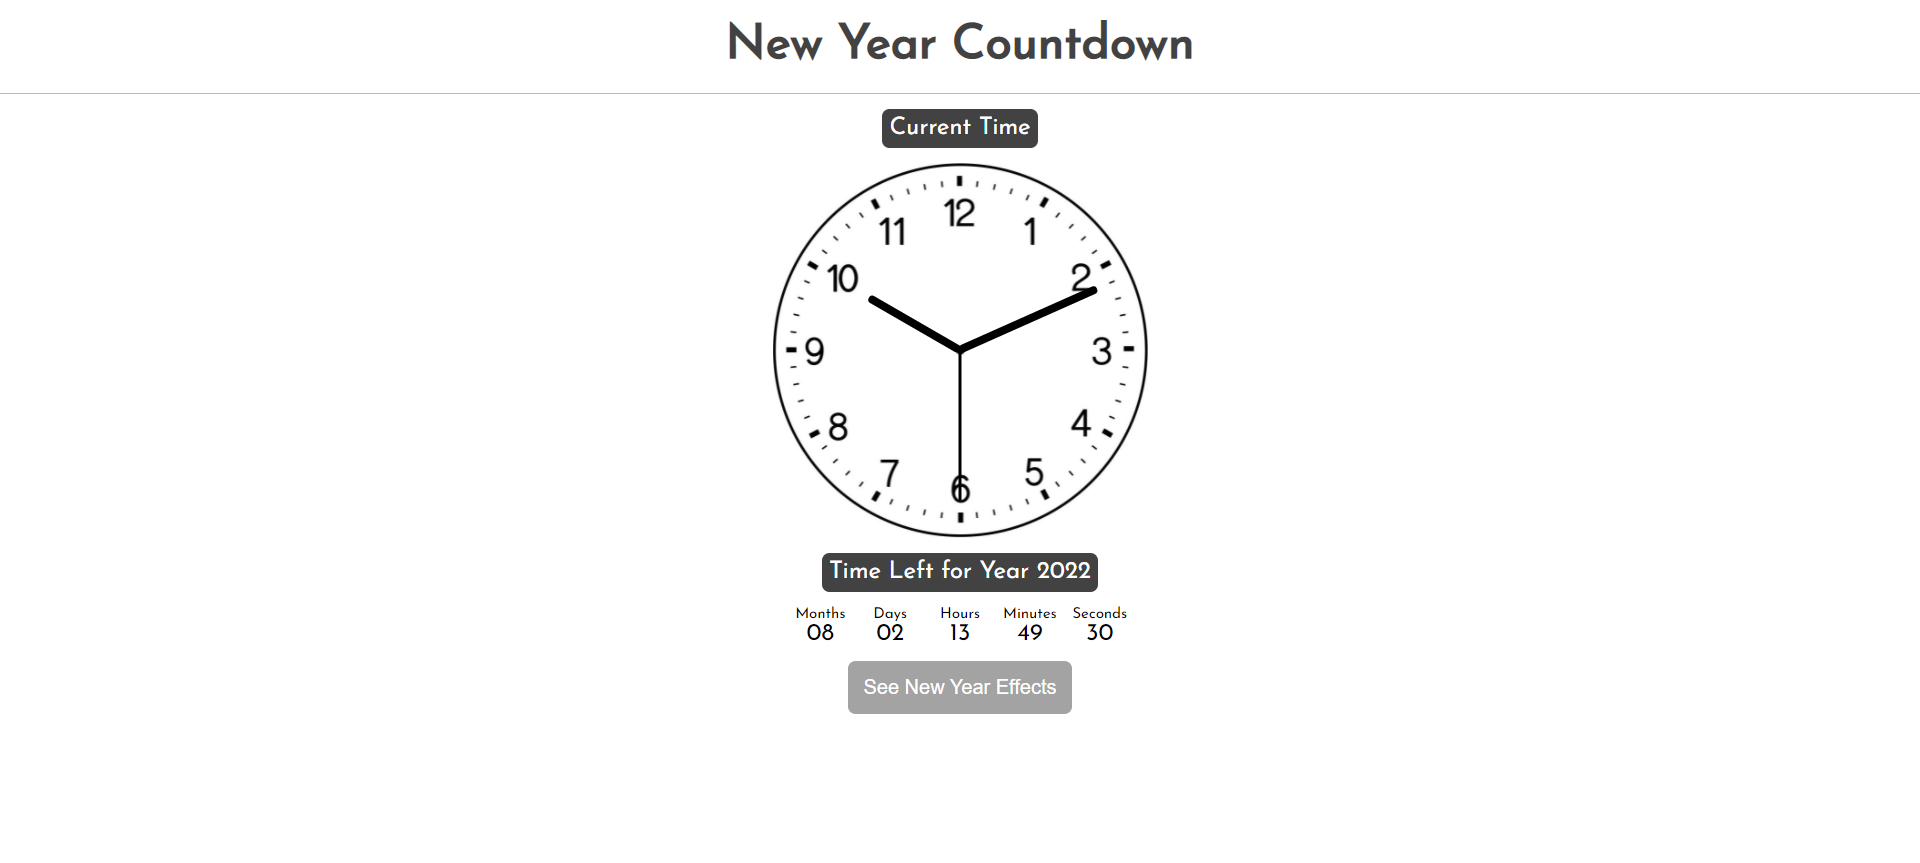 New Year Countdown
Current Time
12
11 1
10 2
9 3
8 4
7 5
6
Time Left for Year 2022
Months Days Hours Minutes Seconds
08 02 13 49 30
See New Year Effects